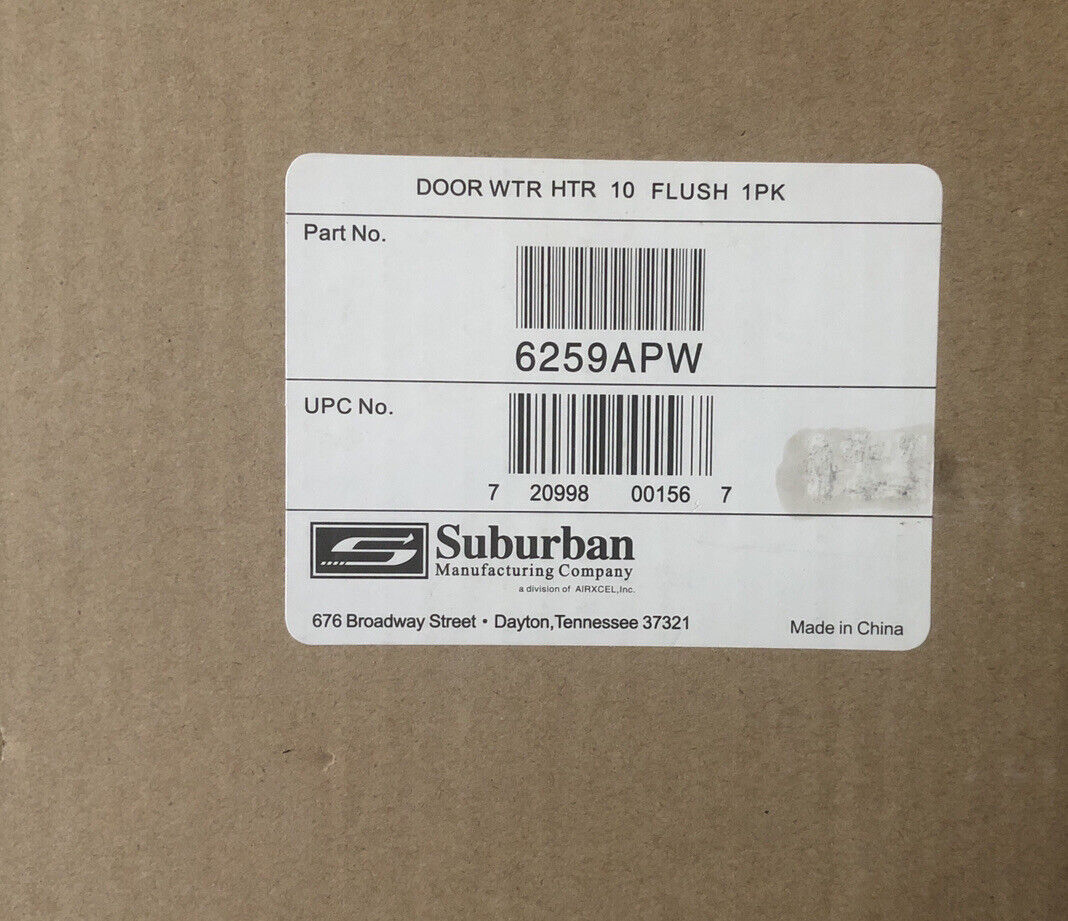 DOOR WTR HTR 10 FLUSH 1PK
Part No.
6259APW
UPC No.
7 20998 00156 7
Suburban
Manufacturing Company
a division of AIRXCEL,Inc.
676 Broadway Street • Dayton,Tennessee 37321
Made in China